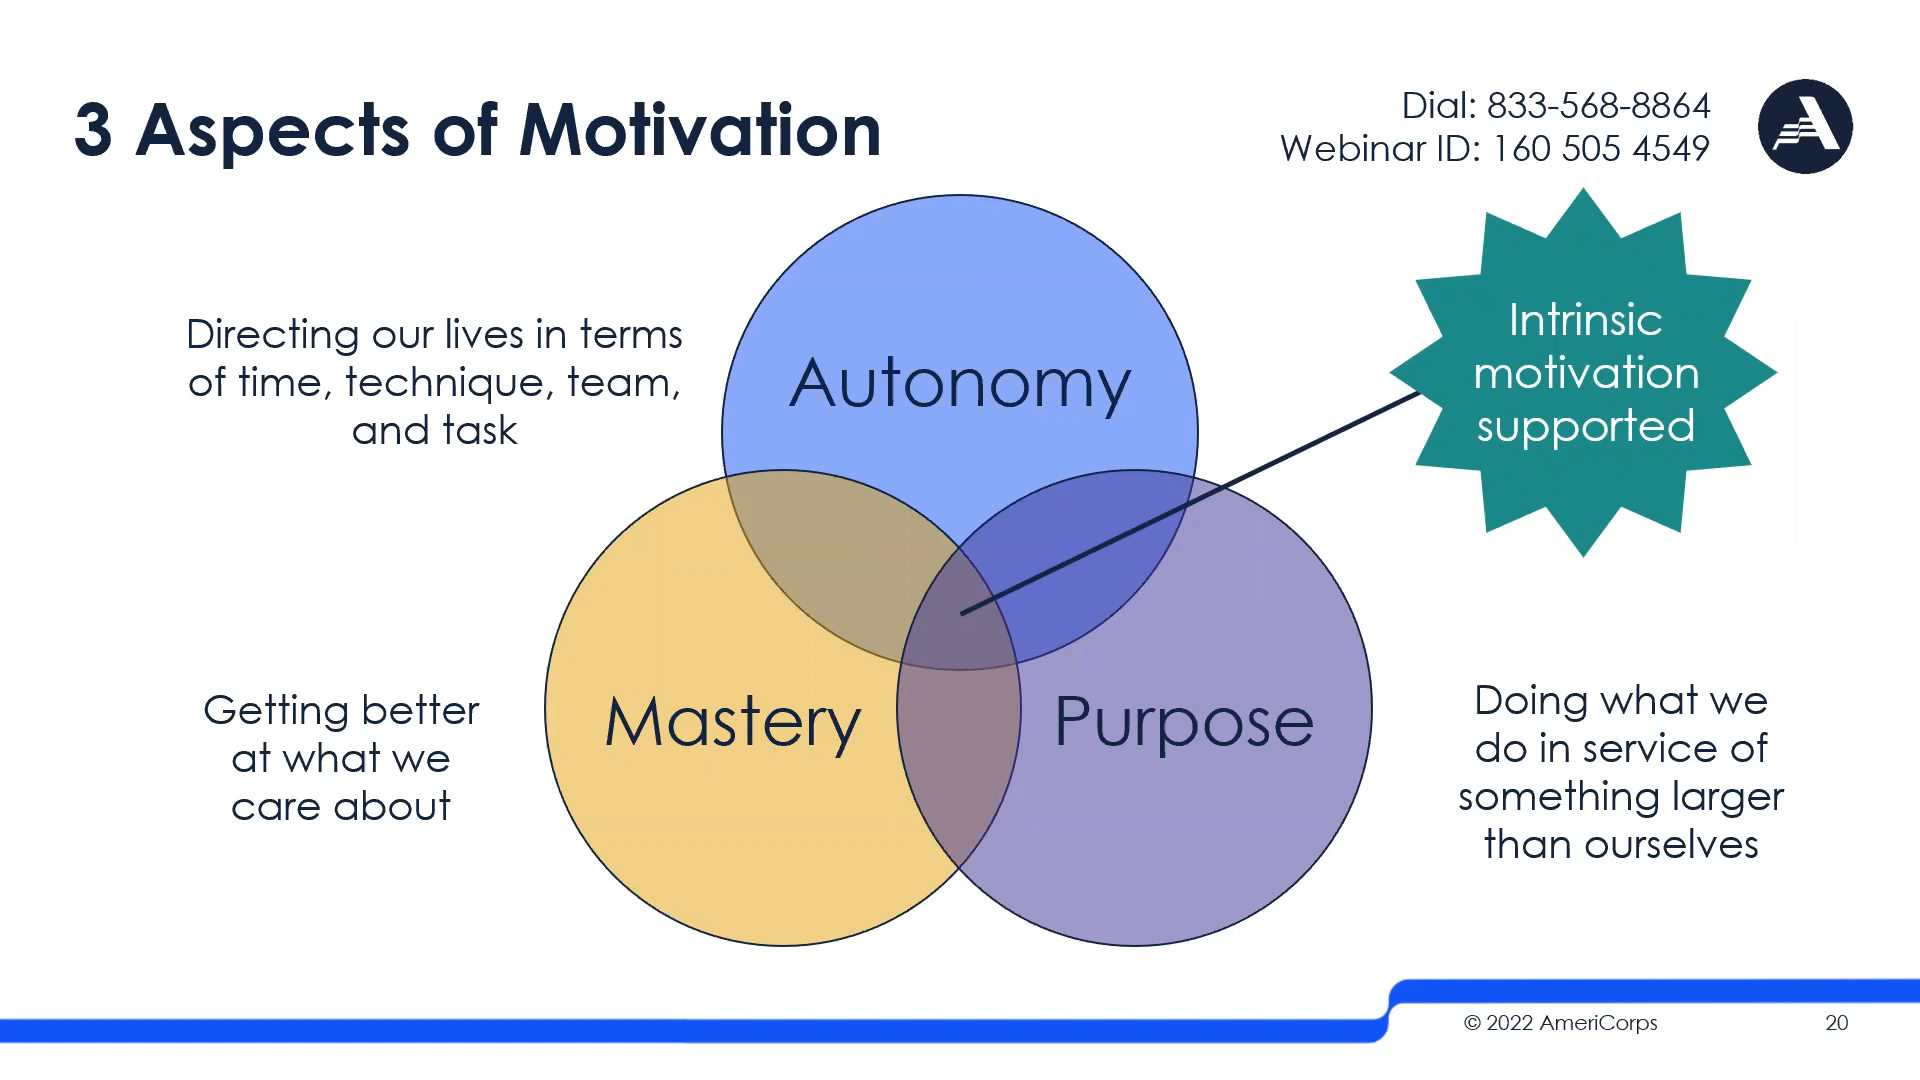 3 Aspects of Motivation
Dial: 833-568-8864
Webinar ID: 160 505 4549
Directing our lives in terms
of time, technique, team,
and task
Autonomy
Intrinsic
motivation
supported
Getting better
at what we
care about
Mastery
Purpose
Doing what we
do in service of
something larger
than ourselves
© 2022 AmeriCorps
20